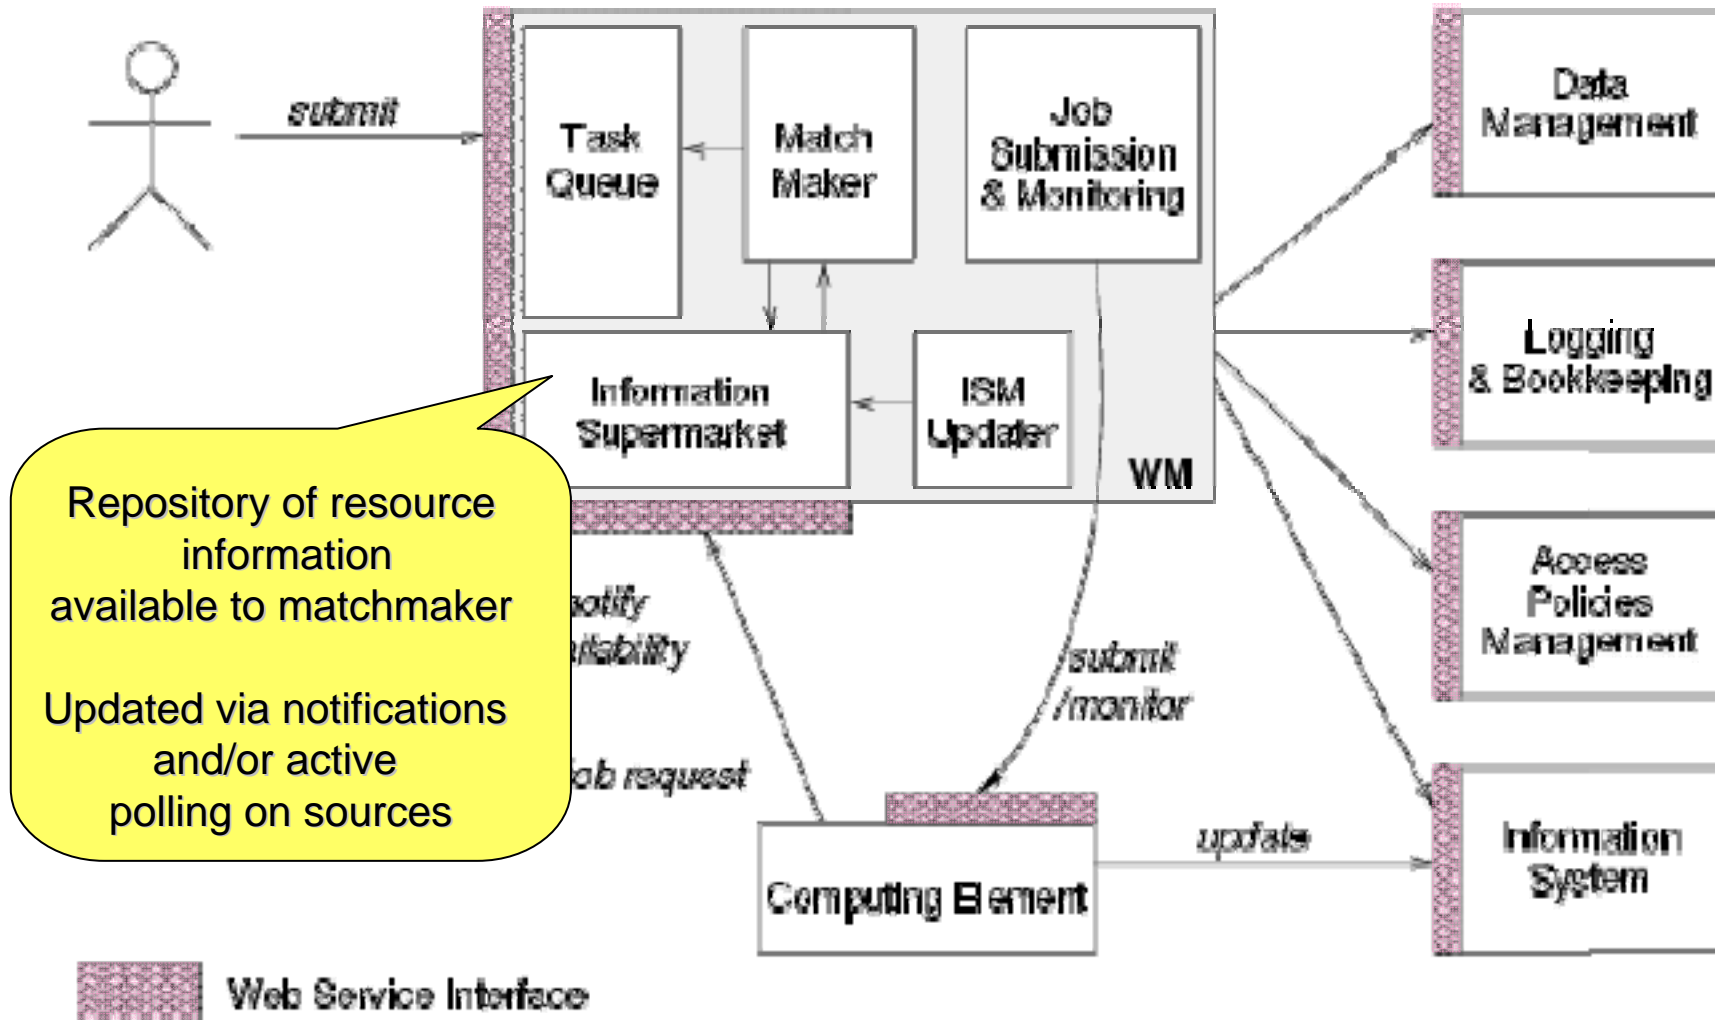 submit
Task
Queue
Match
Maker
Job
Submission
& Monitoring
Data
Management
Information
Supermarket
ISM
Updater
WM
Logging
& Bookkeeping
Repository of resource
information
available to matchmaker
Updated via notifications
and/or active
polling on sources
submit
/monitor
request
Access
Policies
Management
Computing Element
update
Information
System
Web Service Interface